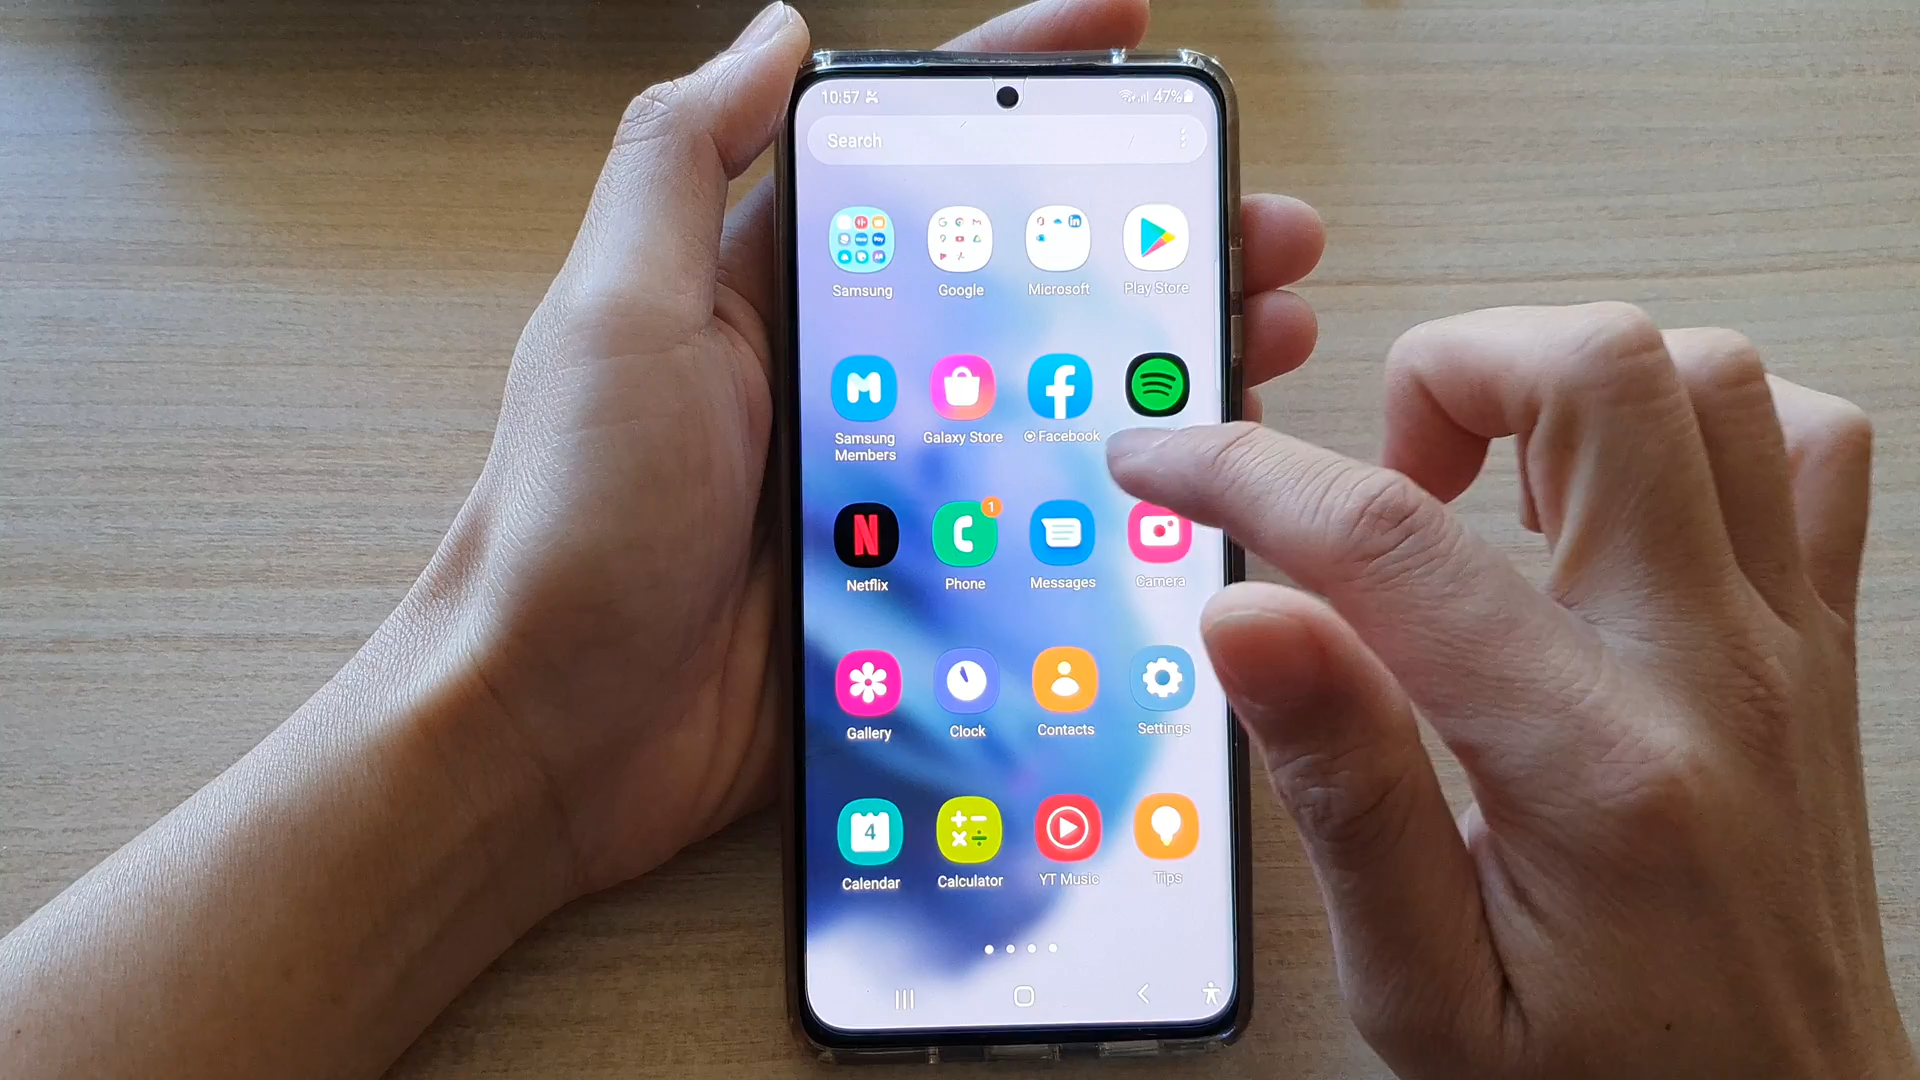 10:57
47%
Search
Samsung
Google
Microsoft
Play Store
Samsung
Members
Galaxy Store
Facebook
1
Netflix
Phone
Messages
Camera
Gallery
Clock
Contacts
Settings
4
Calendar
Calculator
YT Music
Tips